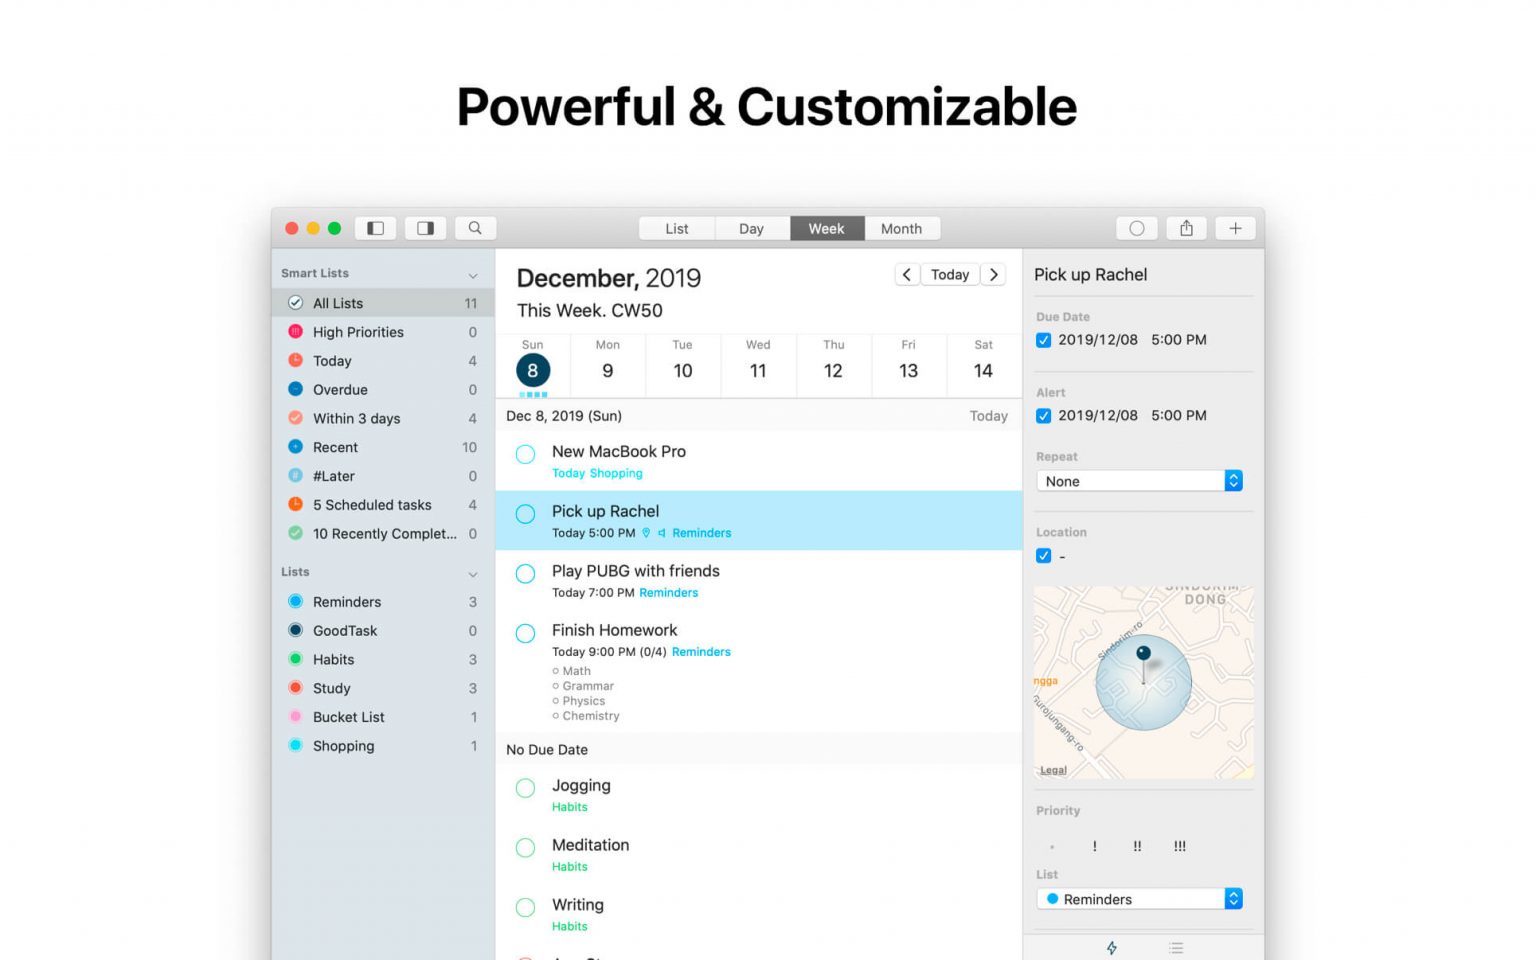 Powerful & Customizable
List Day Week Month
Smart Lists
All Lists 11
High Priorities 0
Today 4
Overdue 0
Within 3 days 4
Recent 10
#Later 0
5 Scheduled tasks 4
10 Recently Complet... 0
Lists
Reminders 3
GoodTask 0
Habits 3
Study 3
Bucket List 1
Shopping 1
December, 2019
Today
This Week. CW50
Sun Mon Tue Wed Thu Fri Sat
8 9 10 11 12 13 14
Dec 8, 2019 (Sun) Today
New MacBook Pro
Today Shopping
Pick up Rachel
Today 5:00 PM Reminders
Play PUBG with friends
Today 7:00 PM Reminders
Finish Homework
Today 9:00 PM (0/4) Reminders
Math
Grammar
Physics
Chemistry
No Due Date
Jogging
Habits
Meditation
Habits
Writing
Habits
Pick up Rachel
Due Date
2019/12/08 5:00 PM
Alert
2019/12/08 5:00 PM
Repeat
None
Location
-
SINDORIM
DONG
Sindorim-ro
ngga
Gurojungang-ro
Legal
Priority
! !! !!!
List
Reminders